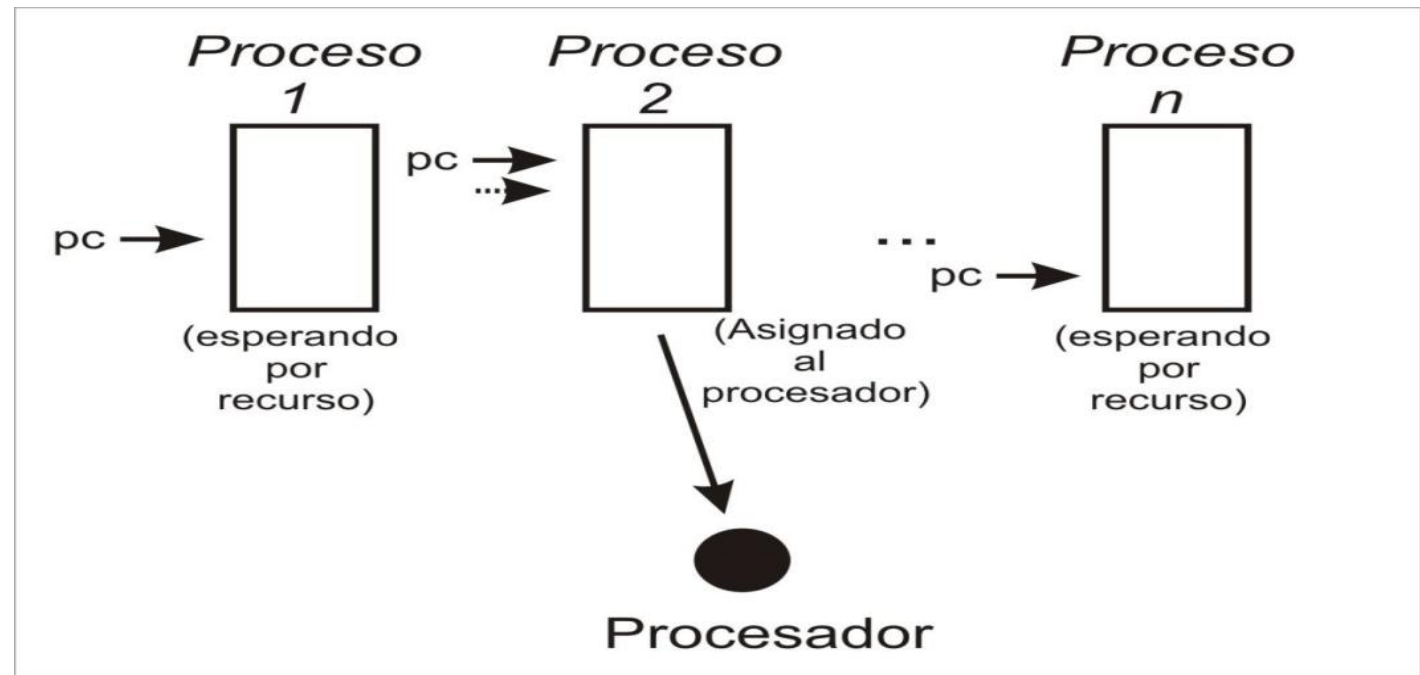 Proceso
1
Proceso
2
Proceso
n
pc
pc
...
pc
(esperando
por
recurso)
(Asignado
al
procesador)
(esperando
por
recurso)
Procesador